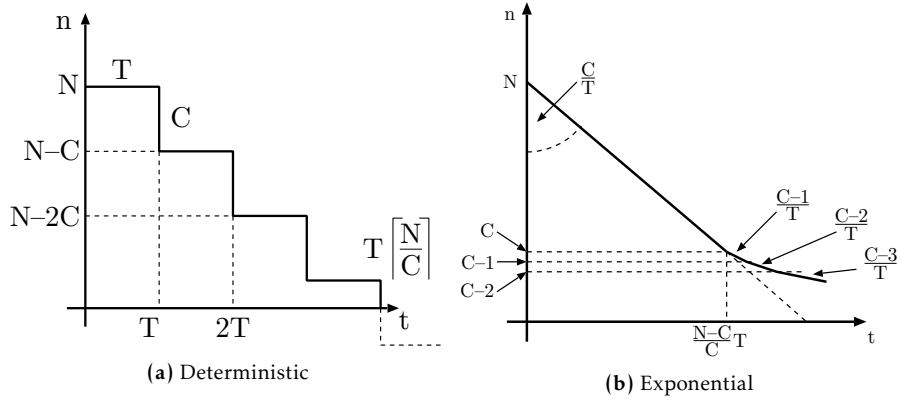 n
N
T
C
N–C
N–2C
T ⌈N/C⌉
T
2T
t
(a) Deterministic
n
N
C/T
C
C–1
C–2
C–1/T
C–2/T
C–3/T
N–C/C T
t
(b) Exponential